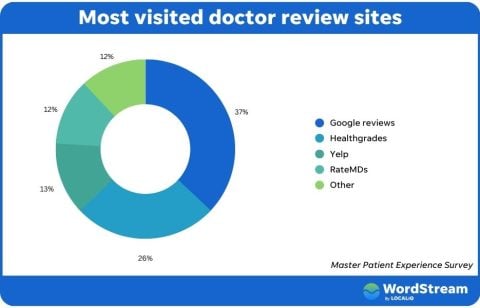 Most visited doctor review sites
12%
37%
12%
13%
26%
Google reviews
Healthgrades
Yelp
RateMDs
Other
Master Patient Experience Survey
WordStream
By LOCALiQ